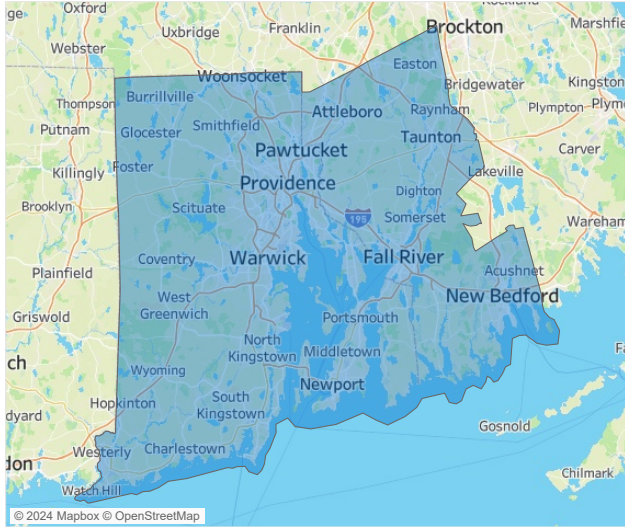 Oxford
Uxbridge
Franklin
Brockton
Webster
Easton
Woonsocket
Bridgewater
Kingston
Thompson
Burrillville
Plympton
Attleboro
Raynham
Putnam
Glocester
Smithfield
Taunton
Carver
Pawtucket
Killingly
Foster
Lakeville
Providence
Dighton
Brooklyn
Scituate
195
Somerset
Wareham
Coventry
Warwick
Fall River
Plainfield
Acushnet
West
Greenwich
New Bedford
Griswold
Portsmouth
North
Kingstown
Middletown
Wyoming
Newport
South
Kingstown
Hopkinton
Gosnold
Westerly
Charlestown
Chilmark
Watch Hill
© 2024 Mapbox © OpenStreetMap